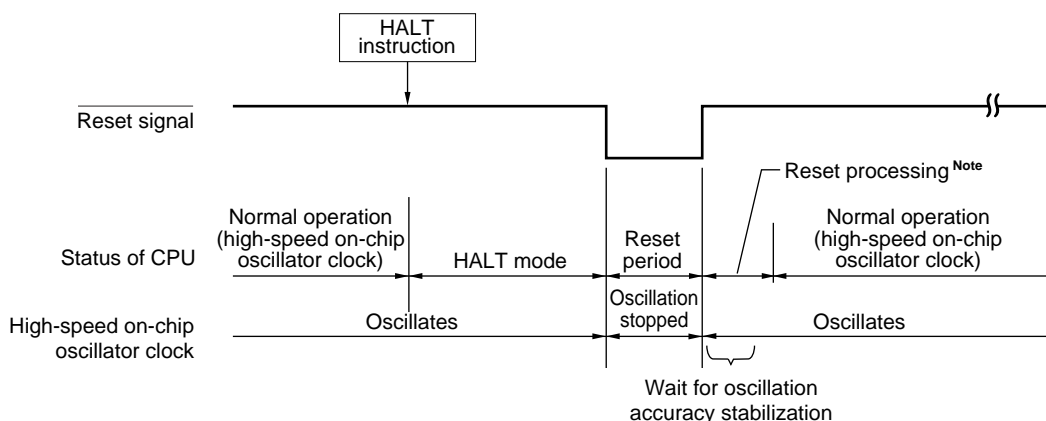 HALT
instruction
Reset signal
Reset processing Note
Status of CPU
Normal operation
(high-speed on-chip
oscillator clock)
HALT mode
Reset
period
Normal operation
(high-speed on-chip
oscillator clock)
High-speed on-chip
oscillator clock
Oscillates
Oscillation
stopped
Oscillates
Wait for oscillation
accuracy stabilization